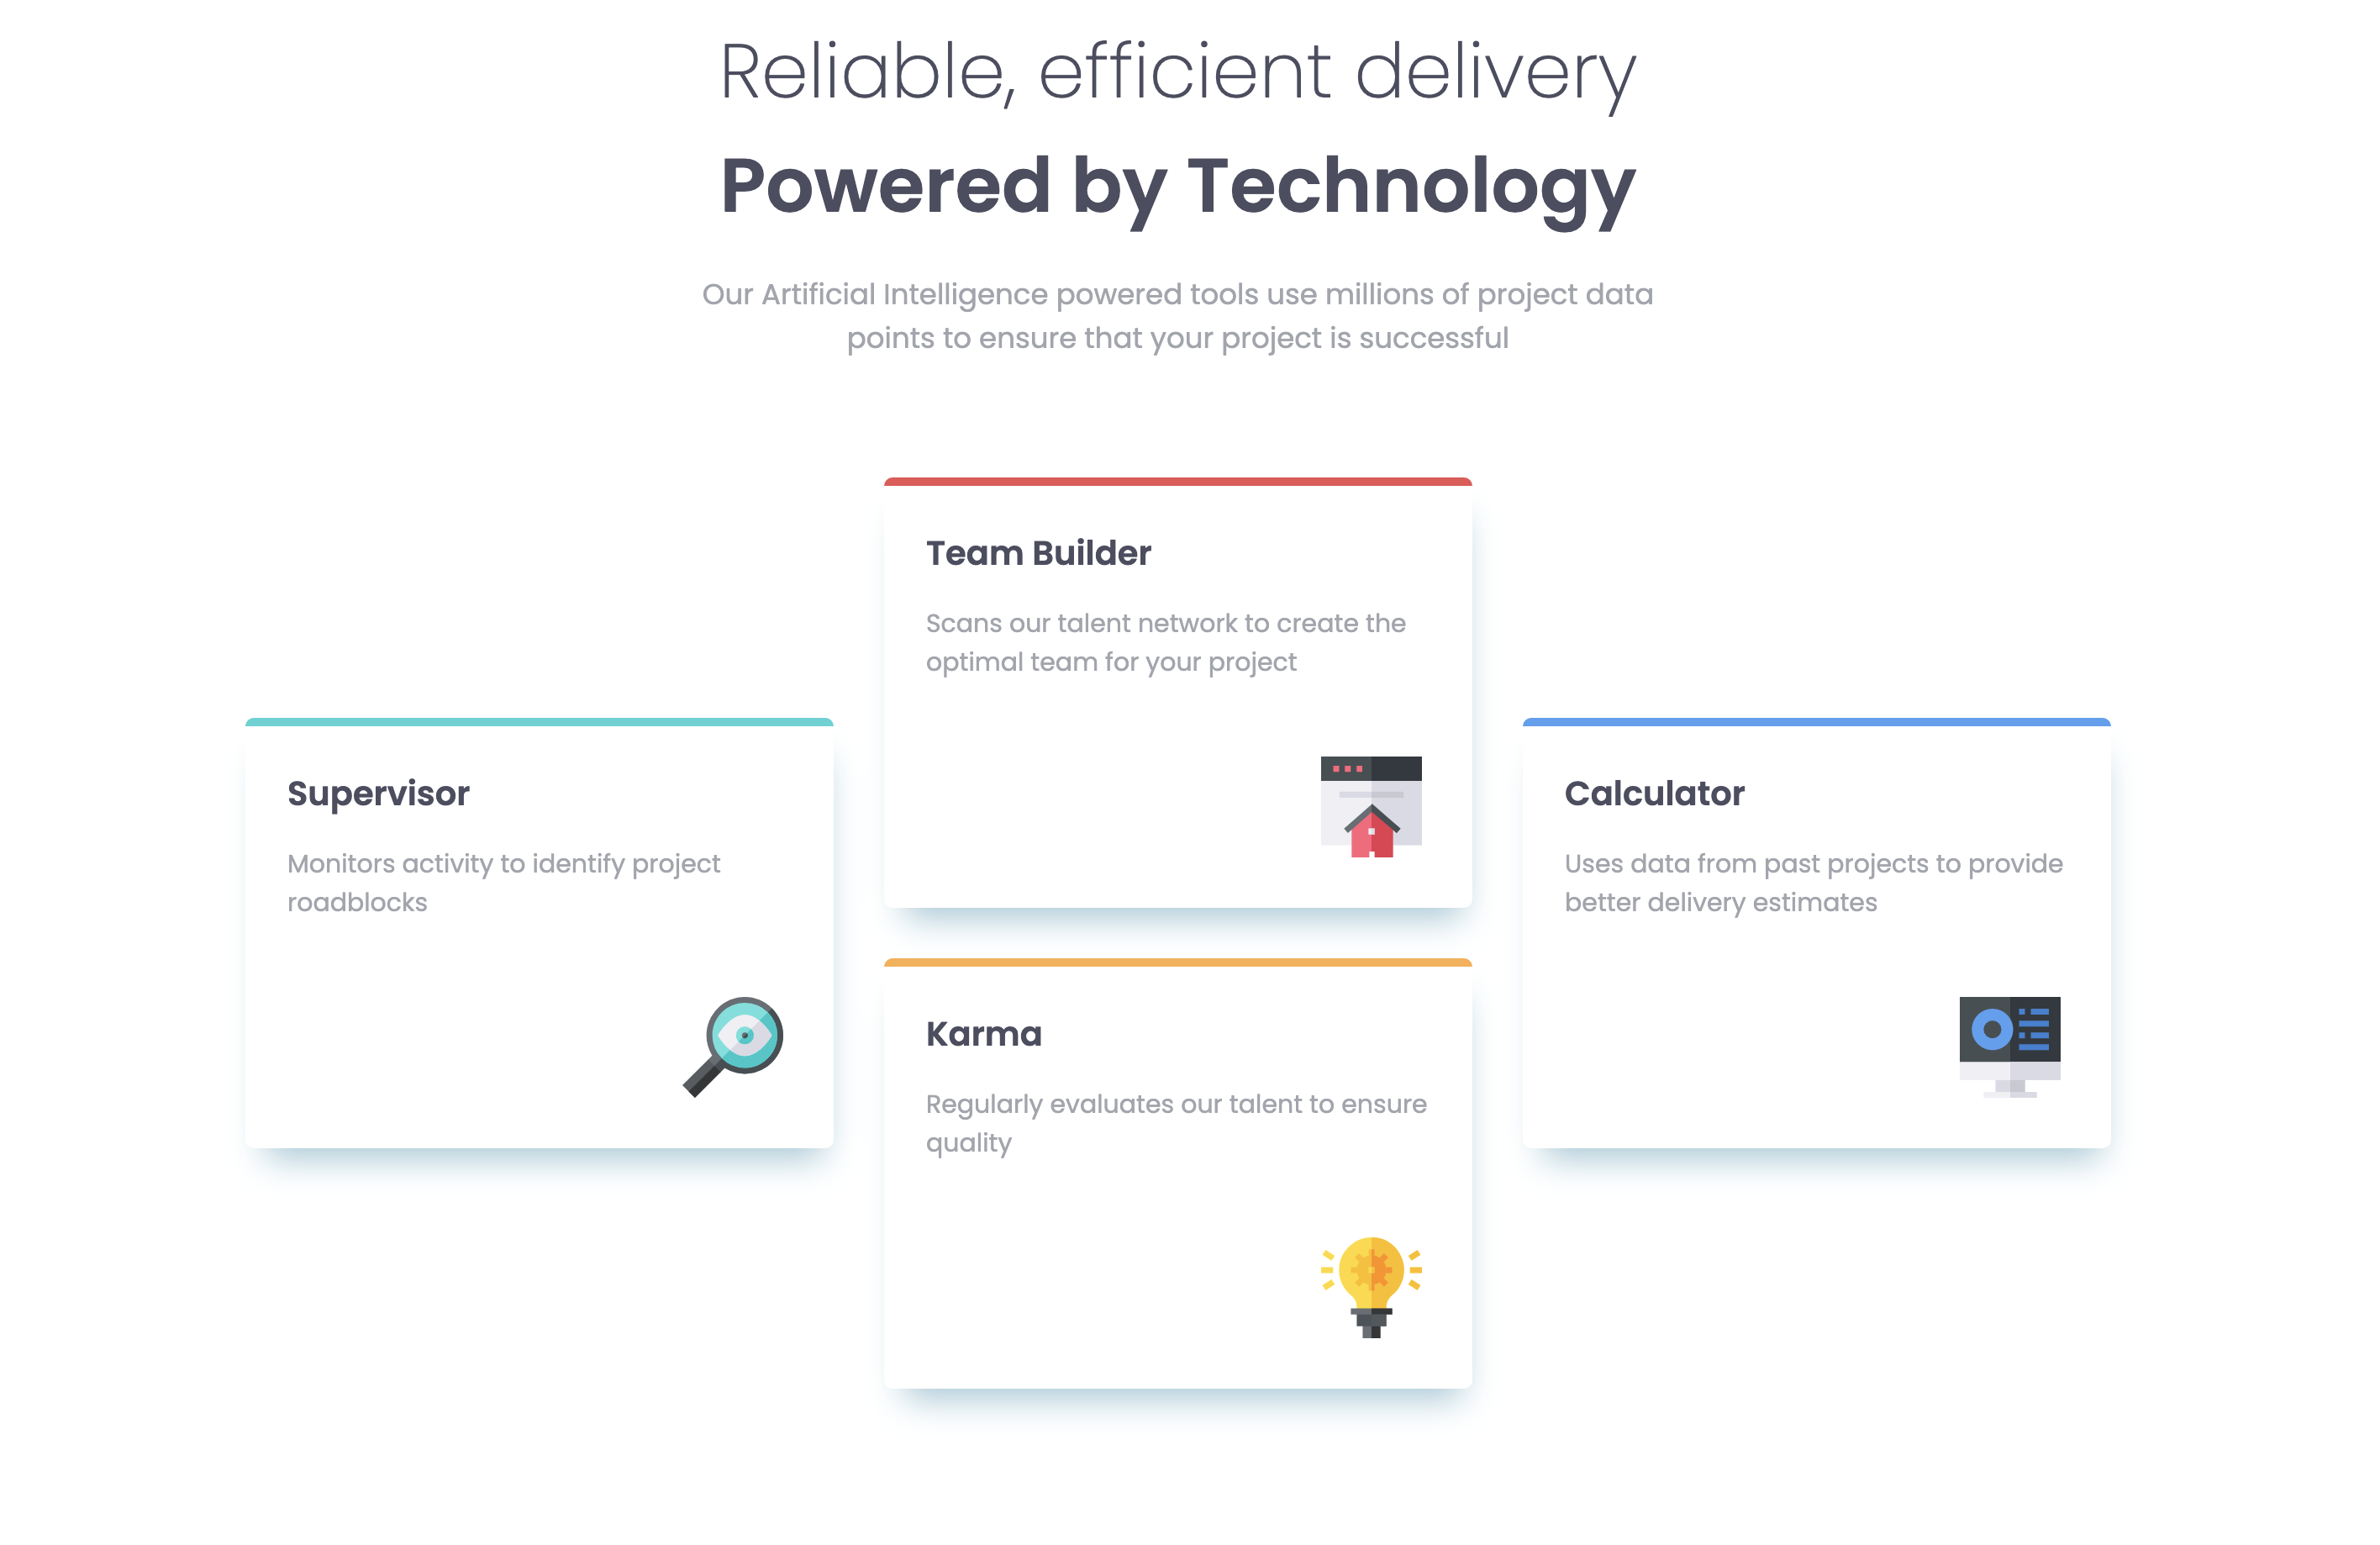 Reliable, efficient delivery
Powered by Technology
Our Artificial Intelligence powered tools use millions of project data
points to ensure that your project is successful
Supervisor
Monitors activity to identify project
roadblocks
Team Builder
Scans our talent network to create the
optimal team for your project
Karma
Regularly evaluates our talent to ensure
quality
Calculator
Uses data from past projects to provide
better delivery estimates